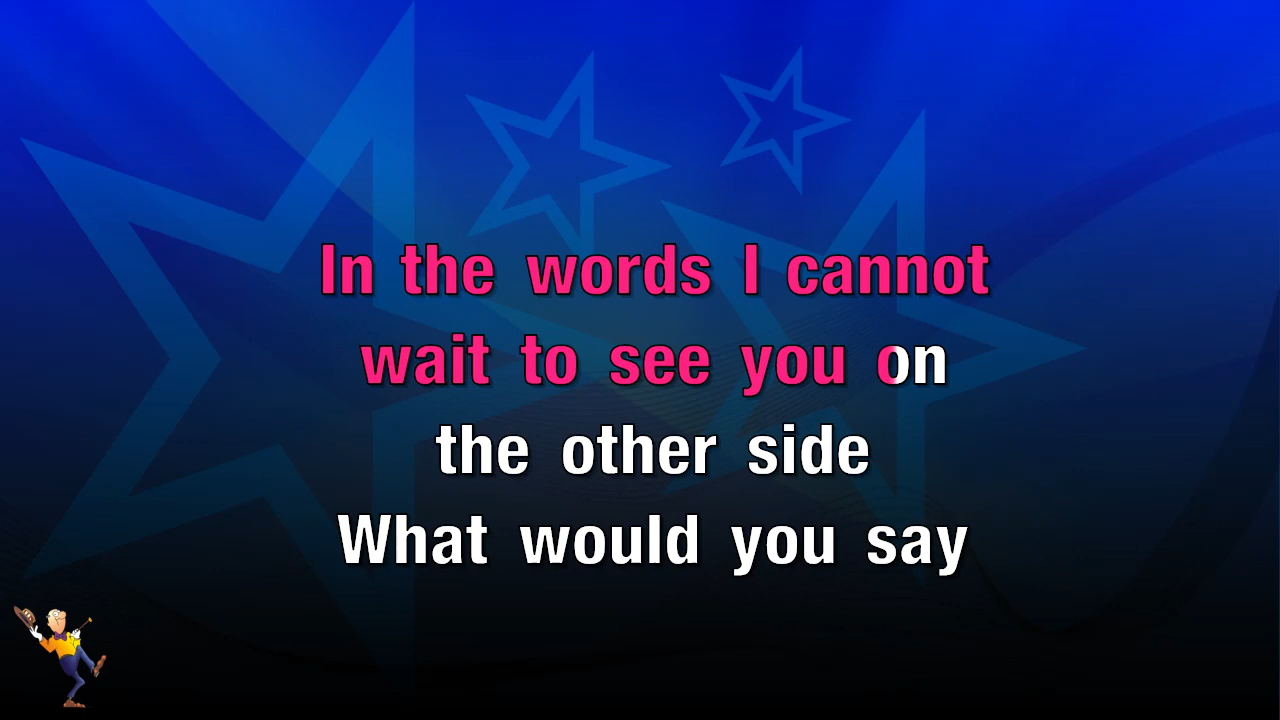 In the words I cannot
wait to see you on
the other side
What would you say